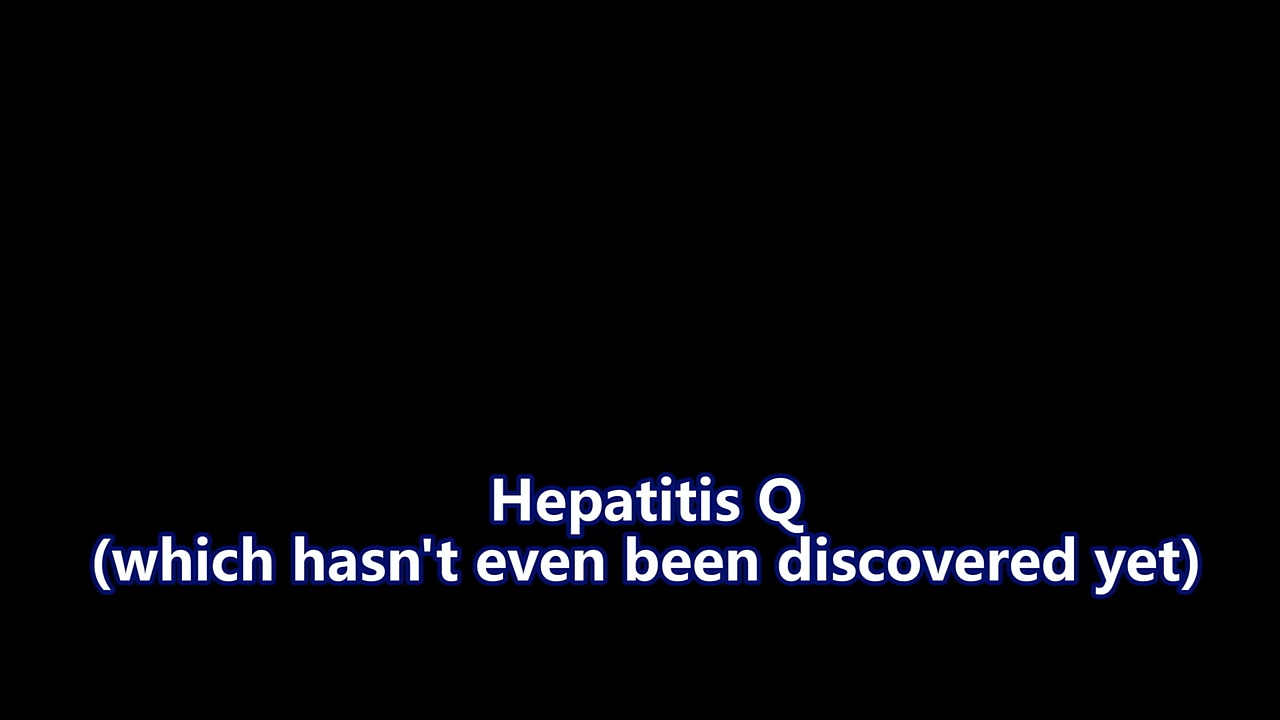 Hepatitis Q
(which hasn't even been discovered yet)